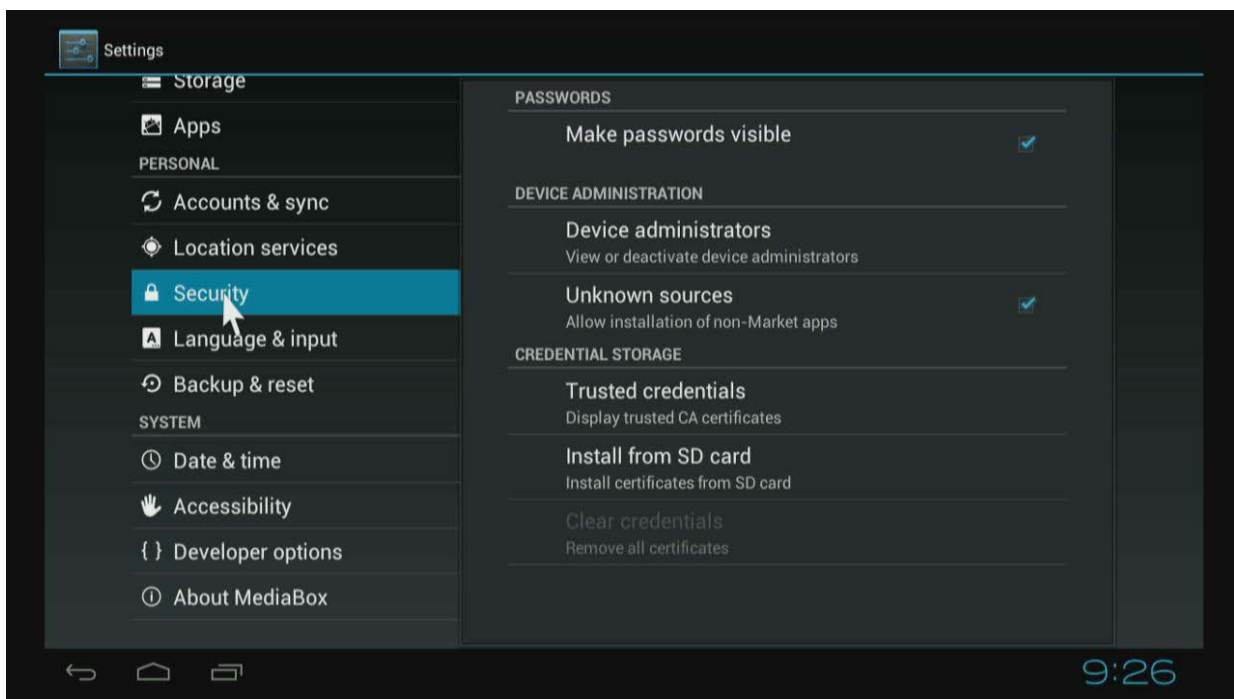 Settings
Storage
Apps
PERSONAL
Accounts & sync
Location services
Security
Language & input
Backup & reset
SYSTEM
Date & time
Accessibility
{ } Developer options
About MediaBox
PASSWORDS
Make passwords visible
DEVICE ADMINISTRATION
Device administrators
View or deactivate device administrators
Unknown sources
Allow installation of non-Market apps
CREDENTIAL STORAGE
Trusted credentials
Display trusted CA certificates
Install from SD card
Install certificates from SD card
Clear credentials
Remove all certificates
9:26